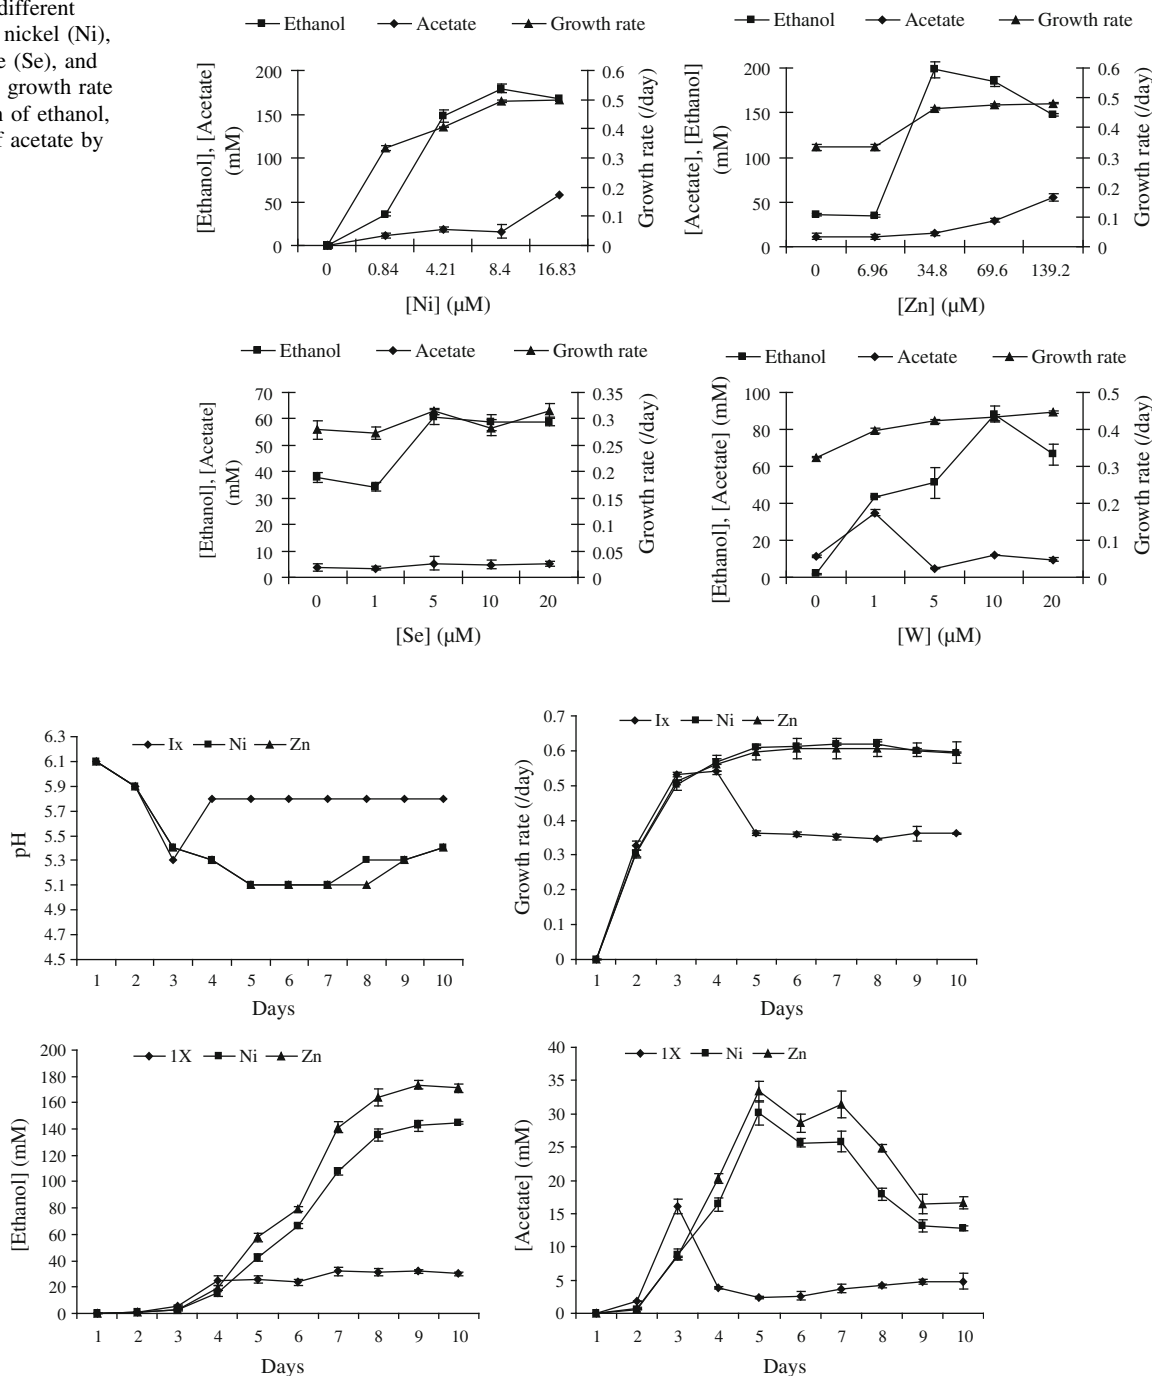 different
nickel (Ni),
e (Se), and
growth rate
n of ethanol,
f acetate by
Ethanol Acetate Growth rate
200
150
100
50
0
[Ethanol], [Acetate]
(mM)
0.6
0.5
0.4
0.3
0.2
0.1
0
Growth rate (/day)
0 0.84 4.21 8.4 16.83
[Ni] (µM)
Ethanol Acetate Growth rate
200
150
100
50
0
[Acetate], [Ethanol]
(mM)
0.6
0.5
0.4
0.3
0.2
0.1
0
Growth rate (/day)
0 6.96 34.8 69.6 139.2
[Zn] (µM)
Ethanol Acetate Growth rate
70
60
50
40
30
20
10
0
[Ethanol], [Acetate]
(mM)
0.35
0.3
0.25
0.2
0.15
0.1
0.05
0
Growth rate (/day)
0 1 5 10 20
[Se] (µM)
Ethanol Acetate Growth rate
100
80
60
40
20
0
[Ethanol], [Acetate] (mM)
0.5
0.4
0.3
0.2
0.1
0
Growth rate (/day)
0 1 5 10 20
[W] (µM)
Ix Ni Zn
6.3
6.1
5.9
5.7
5.5
5.3
5.1
4.9
4.7
4.5
pH
1 2 3 4 5 6 7 8 9 10
Days
Ix Ni Zn
0.7
0.6
0.5
0.4
0.3
0.2
0.1
0
Growth rate (/day)
1 2 3 4 5 6 7 8 9 10
Days
1X Ni Zn
200
180
160
140
120
100
80
60
40
20
0
[Ethanol] (mM)
1 2 3 4 5 6 7 8 9 10
Days
1X Ni Zn
40
35
30
25
20
15
10
5
0
[Acetate] (mM)
1 2 3 4 5 6 7 8 9 10
Days